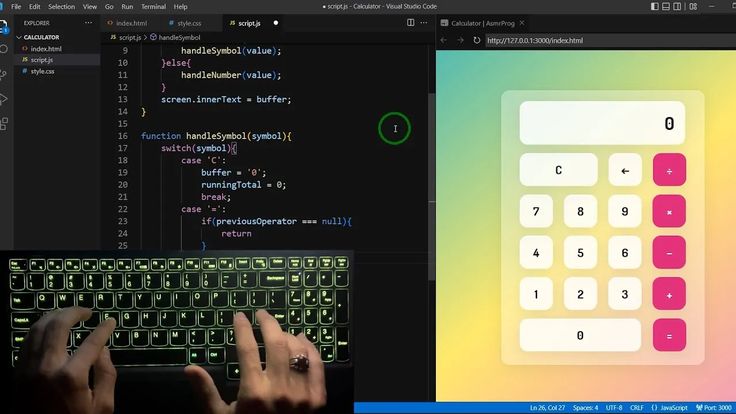 File Edit Selection View Go Run Terminal Help
script.js - Calculator - Visual Studio Code
EXPLORER
index.html
style.css
script.js
Calculator | AsmrProg
CALCULATOR
index.html
script.js
style.css
script.js > handleSymbol
http://127.0.0.1:3000/index.html
9 handleSymbol(value);
10 }else{
11 handleNumber(value);
12 }
13 screen.innerText = buffer;
14 }
15
16 function handleSymbol(symbol){
17 switch(symbol){
18 case 'C':
19 buffer = '0';
20 runningTotal = 0;
21 break;
22 case '=':
23 if(previousOperator === null){
24 return
25 }
0
C ← ÷
7 8 9 ×
4 5 6 −
1 2 3 +
0 =
Ln 26, Col 27 Spaces: 4 UTF-8 CRLF {} JavaScript Port: 3000